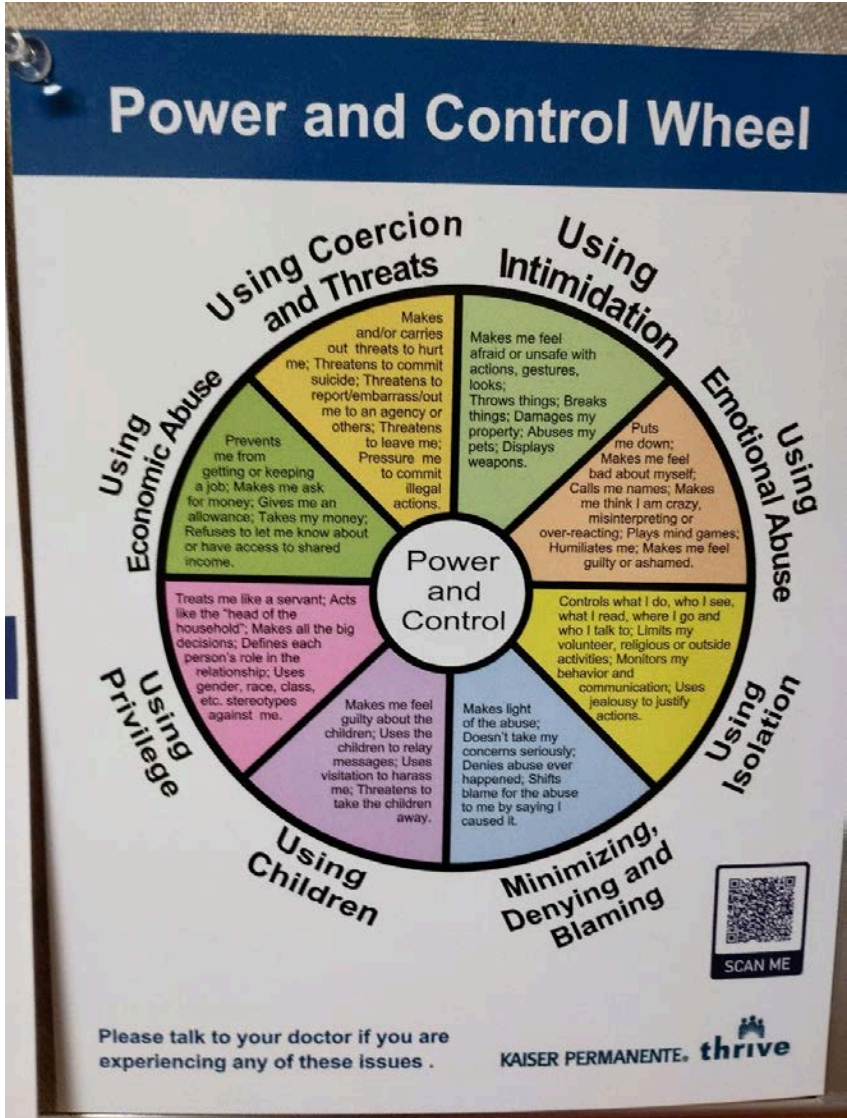 Power and Control Wheel
Using Coercion
and Threats
Makes
and/or carries
out threats to hurt
me; Threatens to commit
suicide; Threatens to
report/embarrass/out
me to an agency or
others; Threatens
to leave me;
Pressure me
to commit
illegal
actions.
Using
Intimidation
Makes me feel
afraid or unsafe with
actions, gestures,
looks;
Throws things; Breaks
things; Damages my
property; Abuses my
pets; Displays
weapons.
Using
Emotional Abuse
Puts
me down;
Makes me feel
bad about myself;
Calls me names; Makes
me think I am crazy,
misinterpreting or
over-reacting; Plays mind games;
Humiliates me; Makes me feel
guilty or ashamed.
Using
Isolation
Controls what I do, who I see,
what I read, where I go and
who I talk to; Limits my
volunteer, religious or outside
activities; Monitors my
behavior and
communication; Uses
jealousy to justify
actions.
Minimizing,
Denying and
Blaming
Makes light
of the abuse;
Doesn't take my
concerns seriously;
Denies abuse ever
happened; Shifts
blame for the abuse
to me by saying I
caused it.
Using
Children
Makes me feel
guilty about the
children; Uses the
children to relay
messages; Uses
visitation to harass
me; Threatens to
take the children
away.
Using
Privilege
Treats me like a servant; Acts
like the "head of the
household"; Makes all the big
decisions; Defines each
person's role in the
relationship; Uses
gender, race, class,
etc. stereotypes
against me.
Using
Economic Abuse
Prevents
me from
getting or keeping
a job; Makes me ask
for money; Gives me an
allowance; Takes my money;
Refuses to let me know about
or have access to shared
income.
Power
and
Control
SCAN ME
Please talk to your doctor if you are
experiencing any of these issues .
KAISER PERMANENTE® thrive